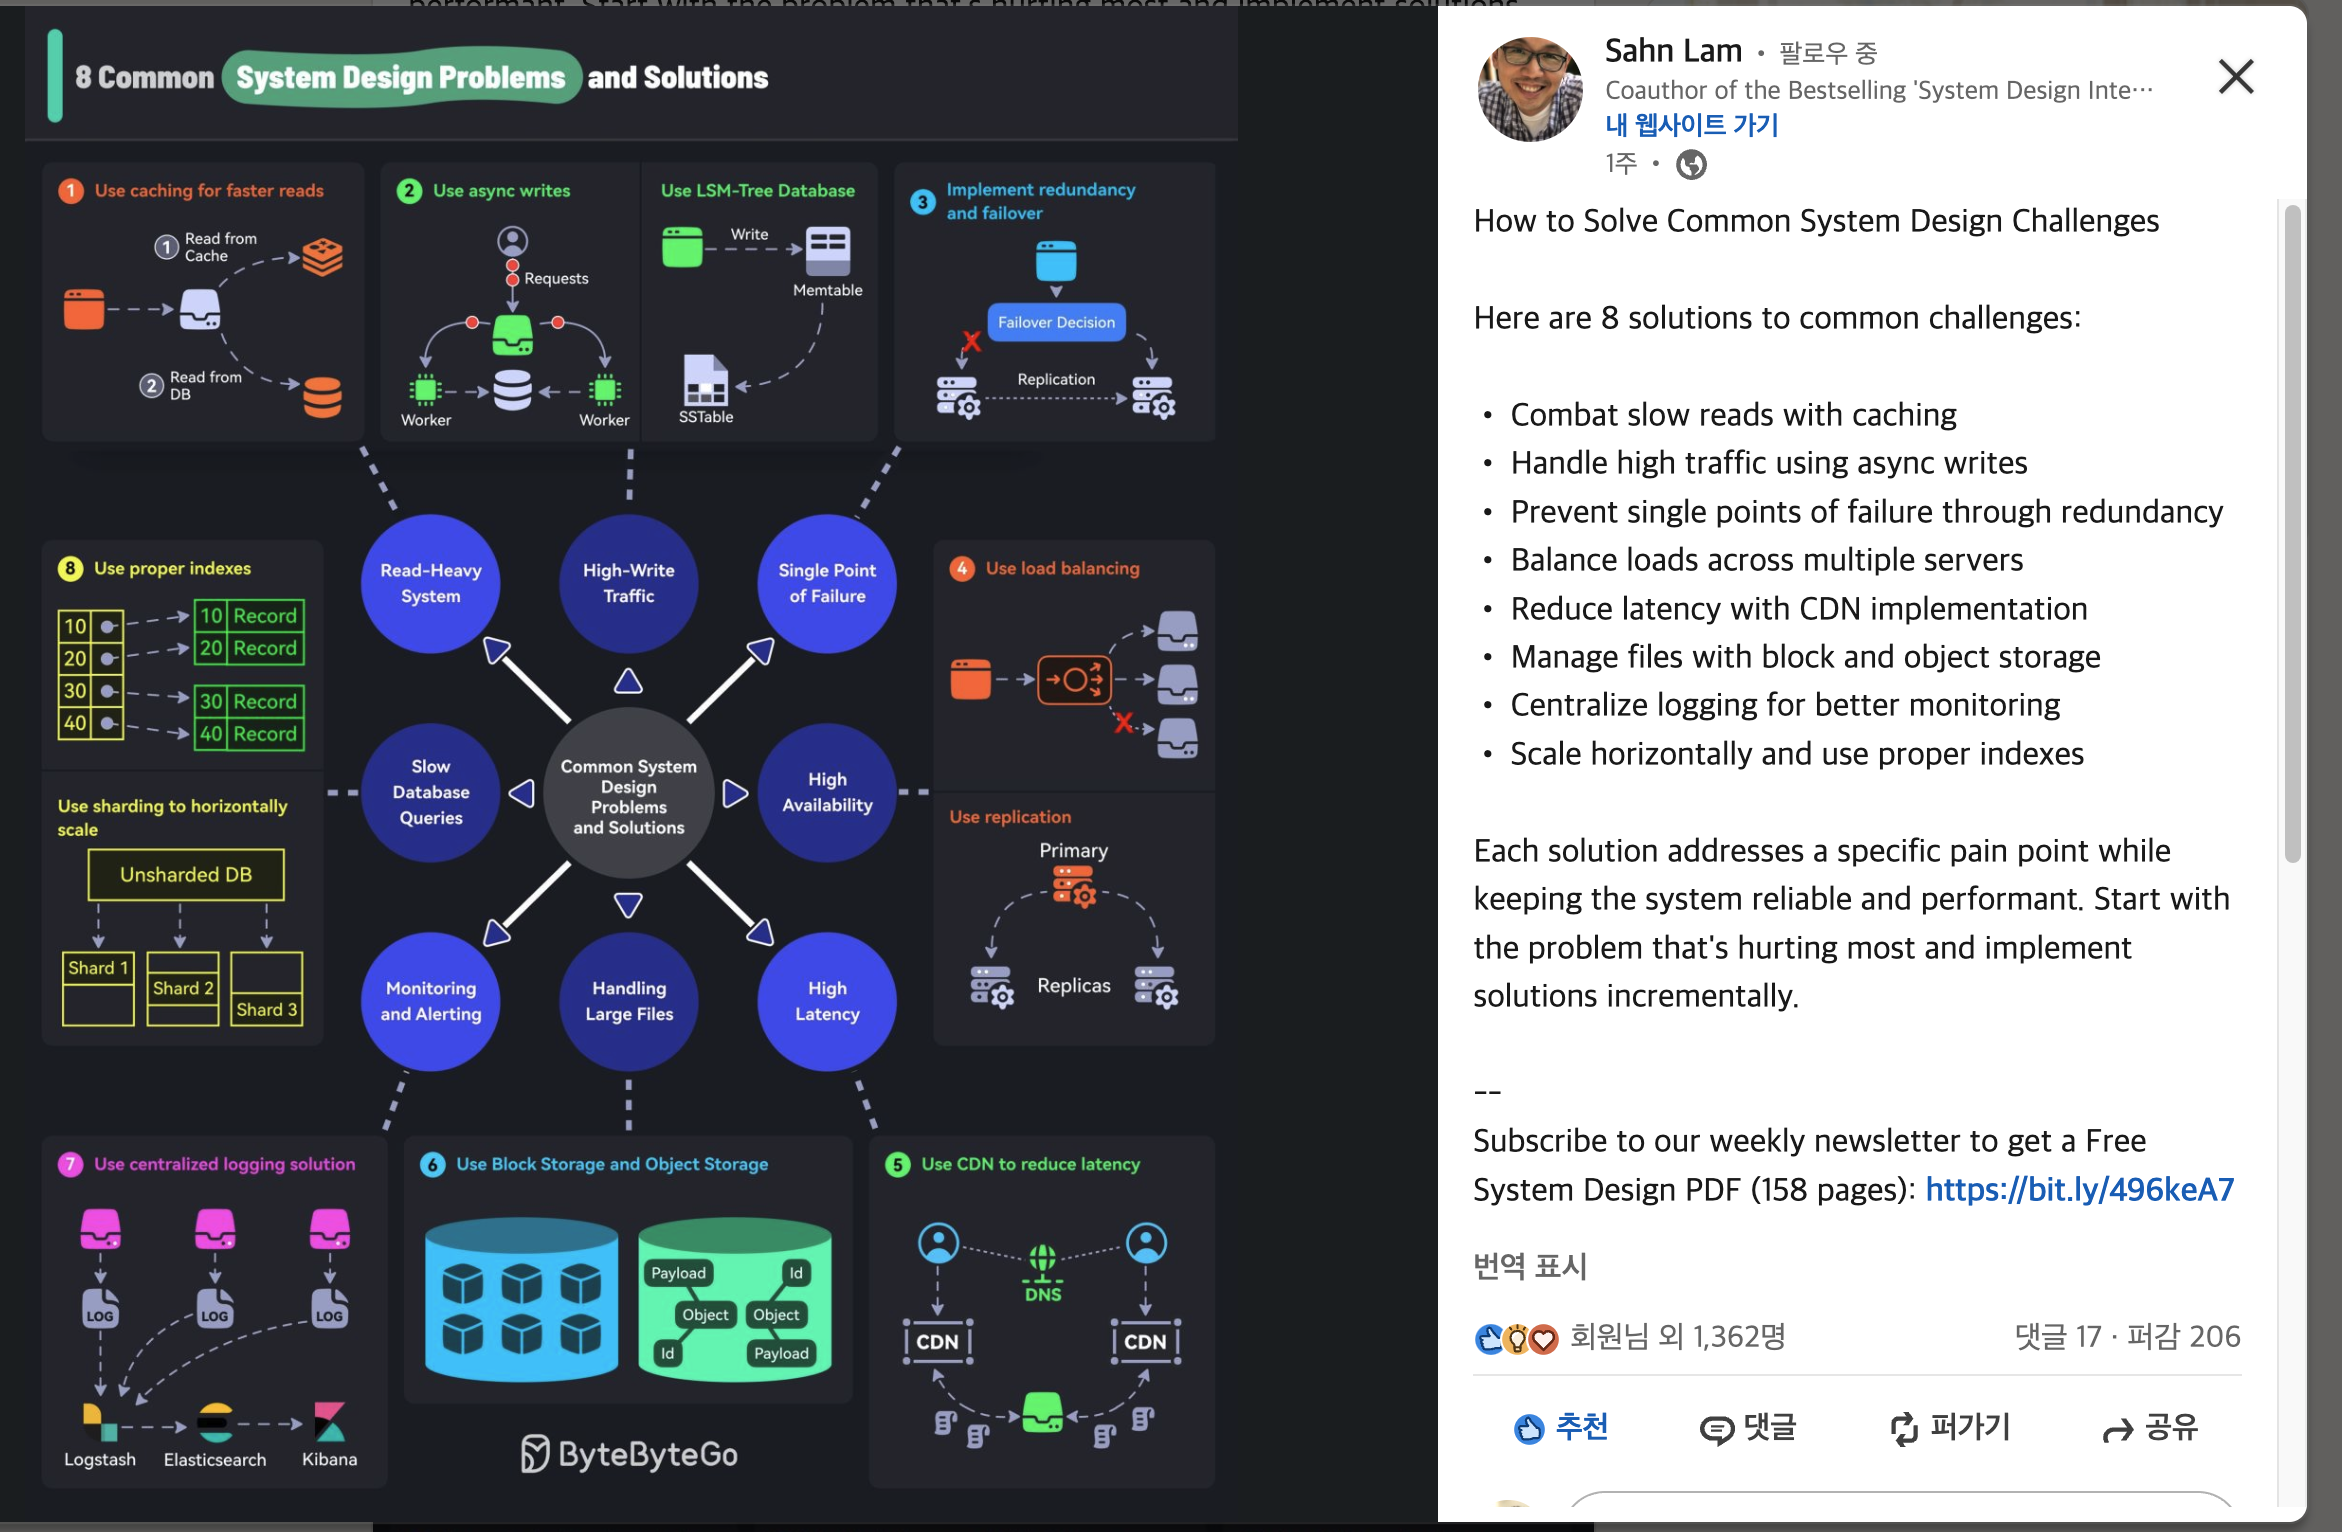 performant. Start with the problem that's hurting most and implement solutions
8 Common System Design Problems and Solutions
1 Use caching for faster reads
1 Read from
Cache
2 Read from
DB
2 Use async writes
Requests
Worker
Worker
Use LSM-Tree Database
Write
Memtable
SSTable
3 Implement redundancy
and failover
Failover Decision
Replication
Read-Heavy
System
High-Write
Traffic
Single Point
of Failure
8 Use proper indexes
10
20
30
40
10 Record
20 Record
30 Record
40 Record
Use sharding to horizontally
scale
Unsharded DB
Shard 1
Shard 2
Shard 3
Slow
Database
Queries
Common System
Design
Problems
and Solutions
High
Availability
4 Use load balancing
Use replication
Primary
Replicas
Monitoring
and Alerting
Handling
Large Files
High
Latency
7 Use centralized logging solution
LOG
LOG
LOG
Logstash
Elasticsearch
Kibana
6 Use Block Storage and Object Storage
Payload
Id
Object
Object
Id
Payload
ByteByteGo
5 Use CDN to reduce latency
DNS
CDN
CDN
Sahn Lam • 팔로우 중
Coauthor of the Bestselling 'System Design Inte…
내 웹사이트 가기
1주 •
How to Solve Common System Design Challenges
Here are 8 solutions to common challenges:
• Combat slow reads with caching
• Handle high traffic using async writes
• Prevent single points of failure through redundancy
• Balance loads across multiple servers
• Reduce latency with CDN implementation
• Manage files with block and object storage
• Centralize logging for better monitoring
• Scale horizontally and use proper indexes
Each solution addresses a specific pain point while
keeping the system reliable and performant. Start with
the problem that's hurting most and implement
solutions incrementally.
--
Subscribe to our weekly newsletter to get a Free
System Design PDF (158 pages): https://bit.ly/496keA7
번역 표시
회원님 외 1,362명
댓글 17 · 퍼감 206
추천
댓글
퍼가기
공유